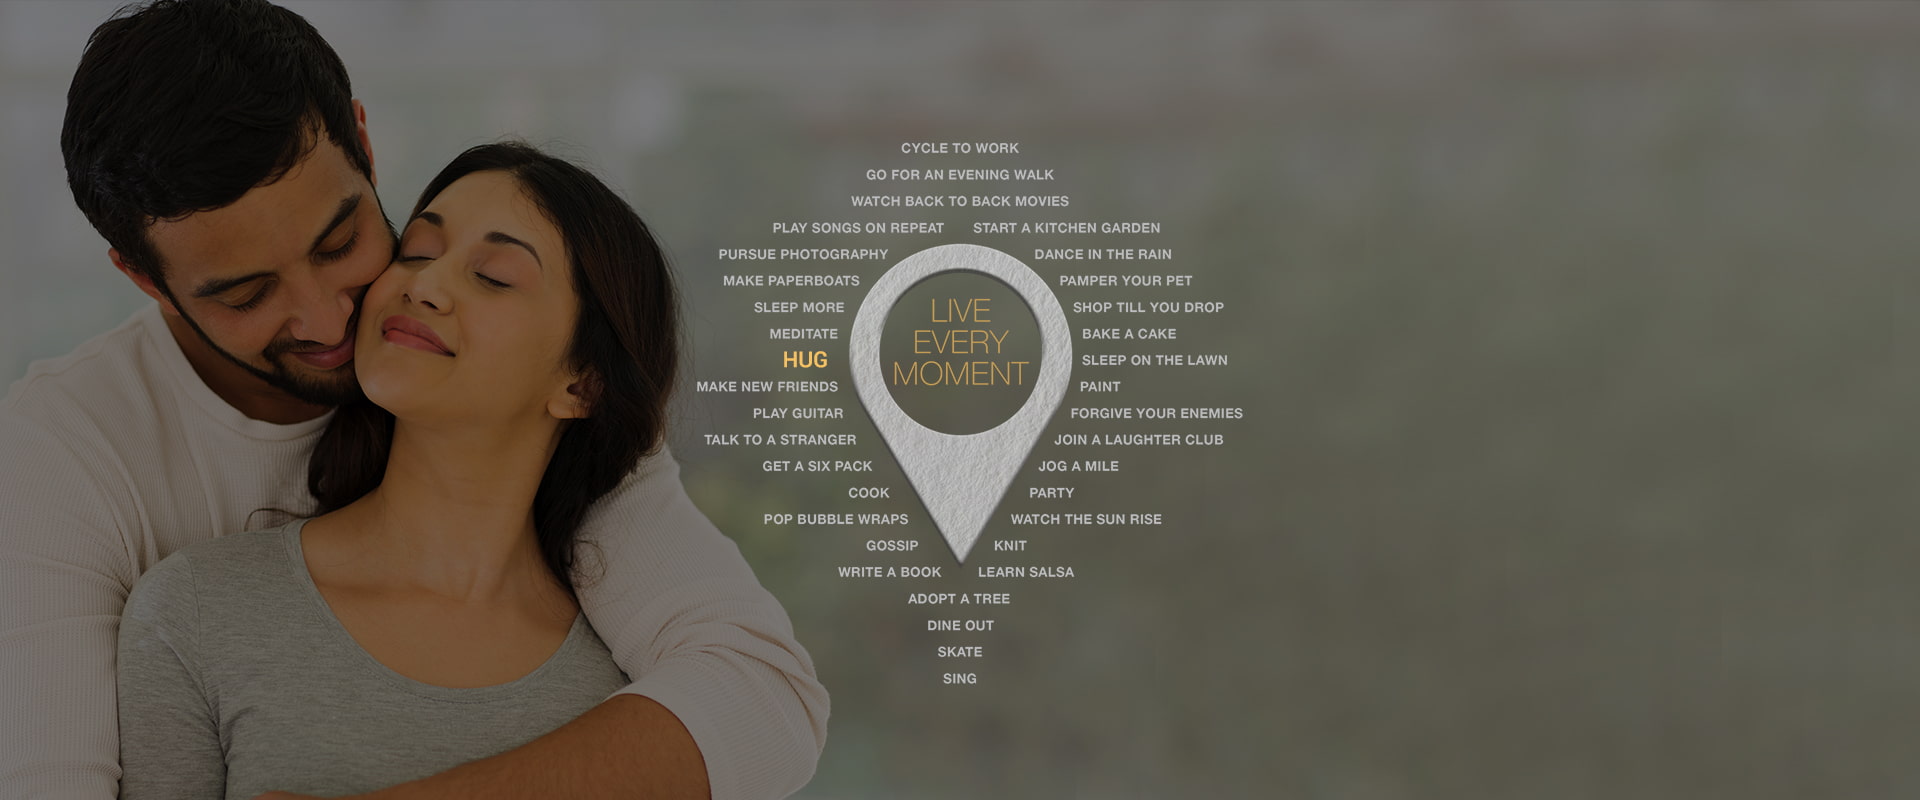 CYCLE TO WORK
GO FOR AN EVENING WALK
WATCH BACK TO BACK MOVIES
PLAY SONGS ON REPEAT
START A KITCHEN GARDEN
PURSUE PHOTOGRAPHY
DANCE IN THE RAIN
MAKE PAPERBOATS
PAMPER YOUR PET
SLEEP MORE
SHOP TILL YOU DROP
MEDITATE
BAKE A CAKE
HUG
SLEEP ON THE LAWN
MAKE NEW FRIENDS
PAINT
PLAY GUITAR
FORGIVE YOUR ENEMIES
TALK TO A STRANGER
JOIN A LAUGHTER CLUB
GET A SIX PACK
JOG A MILE
COOK
PARTY
POP BUBBLE WRAPS
WATCH THE SUN RISE
GOSSIP
KNIT
WRITE A BOOK
LEARN SALSA
ADOPT A TREE
DINE OUT
SKATE
SING
LIVE
EVERY
MOMENT